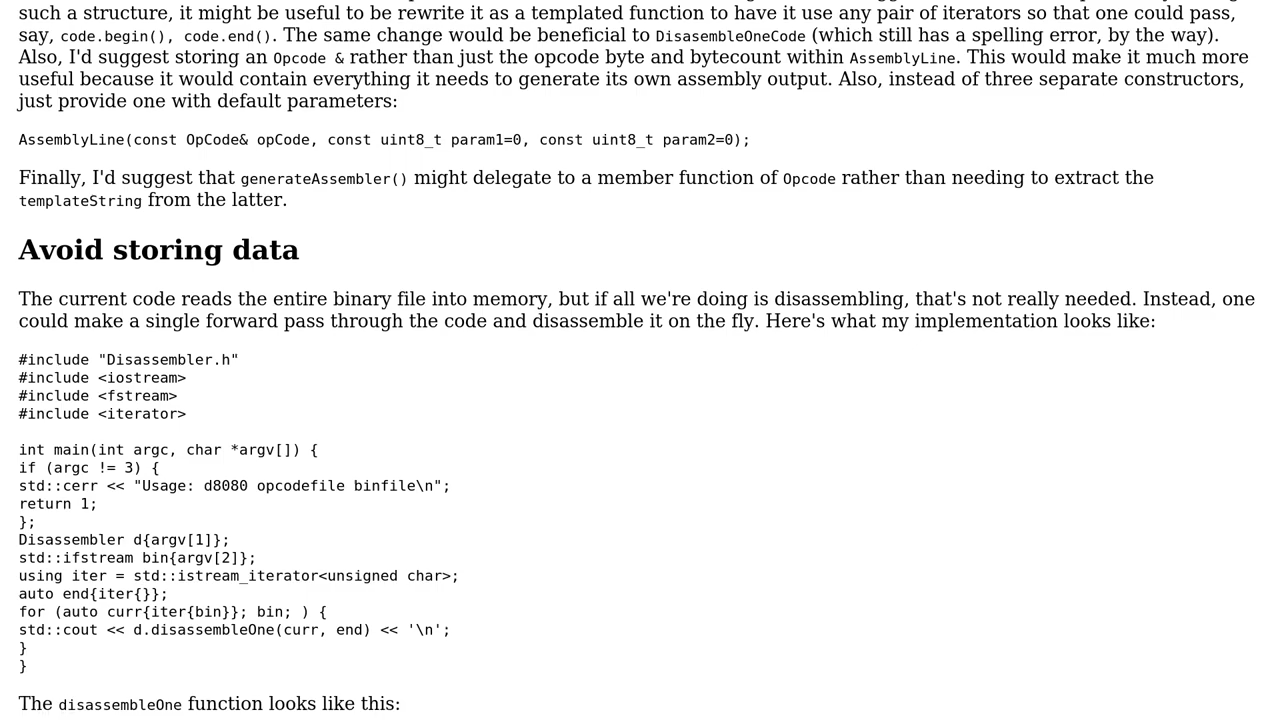 such a structure, it might be useful to be rewrite it as a templated function to have it use any pair of iterators so that one could pass,
say, code.begin(), code.end(). The same change would be beneficial to DisasembleOneCode (which still has a spelling error, by the way).
Also, I'd suggest storing an Opcode & rather than just the opcode byte and bytecount within AssemblyLine. This would make it much more
useful because it would contain everything it needs to generate its own assembly output. Also, instead of three separate constructors,
just provide one with default parameters:
AssemblyLine(const OpCode& opCode, const uint8_t param1=0, const uint8_t param2=0);
Finally, I'd suggest that generateAssembler() might delegate to a member function of Opcode rather than needing to extract the
templateString from the latter.
Avoid storing data
The current code reads the entire binary file into memory, but if all we're doing is disassembling, that's not really needed. Instead, one
could make a single forward pass through the code and disassemble it on the fly. Here's what my implementation looks like:
#include "Disassembler.h"
#include <iostream>
#include <fstream>
#include <iterator>
int main(int argc, char *argv[]) {
if (argc != 3) {
std::cerr << "Usage: d8080 opcodefile binfile\n";
return 1;
};
Disassembler d{argv[1]};
std::ifstream bin{argv[2]};
using iter = std::istream_iterator<unsigned char>;
auto end{iter{}};
for (auto curr{iter{bin}}; bin; ) {
std::cout << d.disassembleOne(curr, end) << '\n';
}
}
The disassembleOne function looks like this: